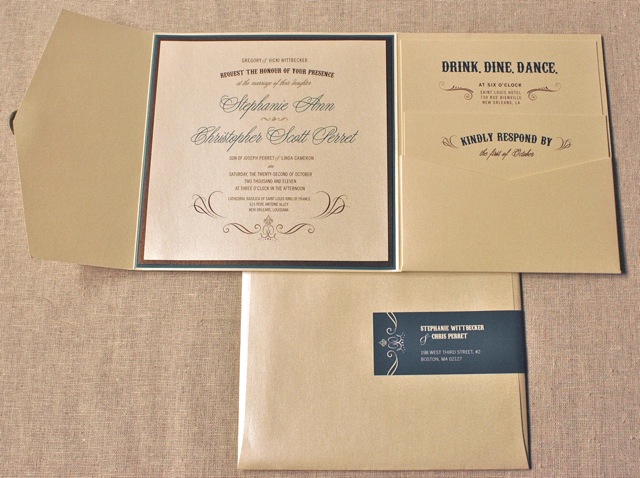 GREGORY & VICKI WITTBECKER
REQUEST THE HONOUR OF YOUR PRESENCE
at the marriage of their daughter
Stephanie Ann
to
Christopher Scott Perret
SON OF JOSEPH PERRET & LINDA CAMERON
on
SATURDAY, THE TWENTY-SECOND OF OCTOBER
TWO THOUSAND AND ELEVEN
AT THREE O'CLOCK IN THE AFTERNOON
CATHEDRAL BASILICA OF SAINT LOUIS KING OF FRANCE
615 PERE ANTOINE ALLEY
NEW ORLEANS, LOUISIANA
DRINK. DINE. DANCE.
AT SIX O'CLOCK
SAINT LOUIS HOTEL
730 RUE BIENVILLE
NEW ORLEANS, LA
KINDLY RESPOND BY
the first of October
STEPHANIE WITTBECKER
& CHRIS PERRET
198 WEST THIRD STREET, #2
BOSTON, MA 02127